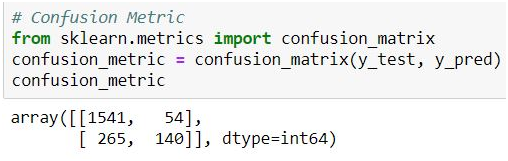 # Confusion Metric
from sklearn.metrics import confusion_matrix
confusion_metric = confusion_matrix(y_test, y_pred)
confusion_metric
array([[1541,   54],
       [ 265,  140]], dtype=int64)